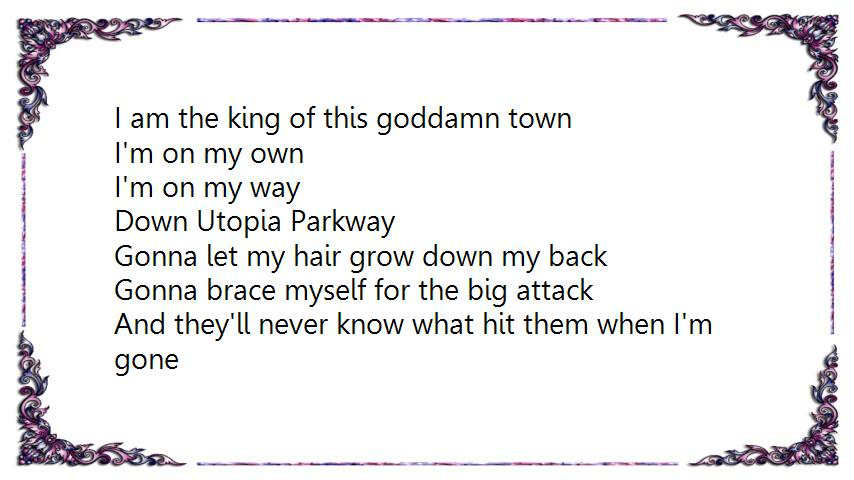 I am the king of this goddamn town
I'm on my own
I'm on my way
Down Utopia Parkway
Gonna let my hair grow down my back
Gonna brace myself for the big attack
And they'll never know what hit them when I'm
gone